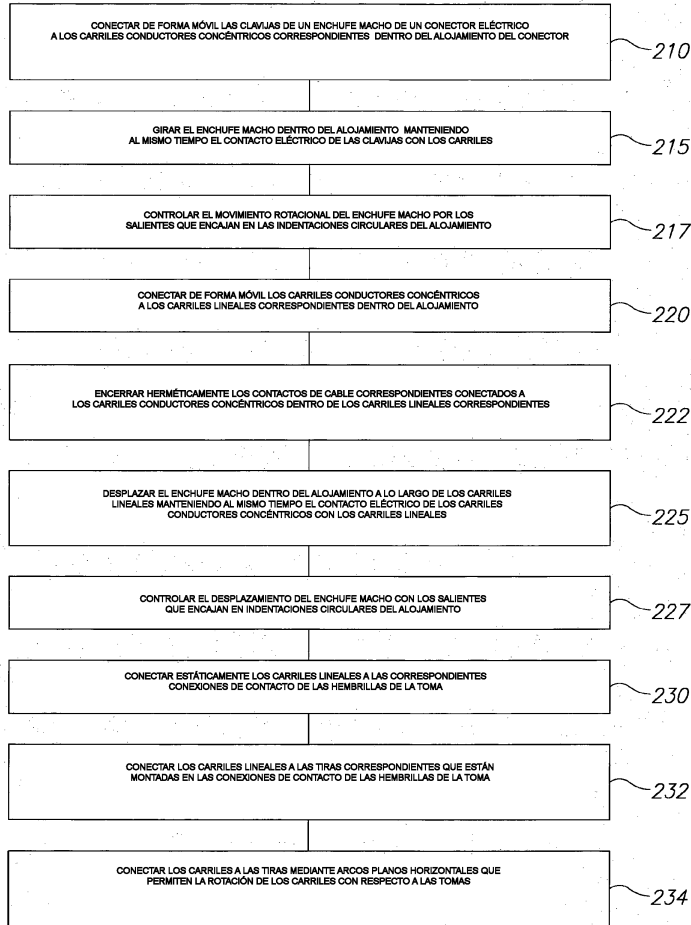 CONECTAR DE FORMA MÓVIL LAS CLAVIJAS DE UN ENCHUFE MACHO DE UN CONECTOR ELÉCTRICO
A LOS CARRILES CONDUCTORES CONCÉNTRICOS CORRESPONDIENTES DENTRO DEL ALOJAMIENTO DEL CONECTOR
210
GIRAR EL ENCHUFE MACHO DENTRO DEL ALOJAMIENTO MANTENIENDO
AL MISMO TIEMPO EL CONTACTO ELÉCTRICO DE LAS CLAVIJAS CON LOS CARRILES
215
CONTROLAR EL MOVIMIENTO ROTACIONAL DEL ENCHUFE MACHO POR LOS
SALIENTES QUE ENCAJAN EN LAS INDENTACIONES CIRCULARES DEL ALOJAMIENTO
217
CONECTAR DE FORMA MÓVIL LOS CARRILES CONDUCTORES CONCÉNTRICOS
A LOS CARRILES LINEALES CORRESPONDIENTES DENTRO DEL ALOJAMIENTO
220
ENCERRAR HERMÉTICAMENTE LOS CONTACTOS DE CABLE CORRESPONDIENTES CONECTADOS A
LOS CARRILES CONDUCTORES CONCÉNTRICOS DENTRO DE LOS CARRILES LINEALES CORRESPONDIENTES
222
DESPLAZAR EL ENCHUFE MACHO DENTRO DEL ALOJAMIENTO A LO LARGO DE LOS CARRILES
LINEALES MANTENIENDO AL MISMO TIEMPO EL CONTACTO ELÉCTRICO DE LOS CARRILES
CONDUCTORES CONCÉNTRICOS CON LOS CARRILES LINEALES
225
CONTROLAR EL DESPLAZAMIENTO DEL ENCHUFE MACHO CON LOS SALIENTES
QUE ENCAJAN EN INDENTACIONES CIRCULARES DEL ALOJAMIENTO
227
CONECTAR ESTÁTICAMENTE LOS CARRILES LINEALES A LAS CORRESPONDIENTES
CONEXIONES DE CONTACTO DE LAS HEMBRILLAS DE LA TOMA
230
CONECTAR LOS CARRILES LINEALES A LAS TIRAS CORRESPONDIENTES QUE ESTÁN
MONTADAS EN LAS CONEXIONES DE CONTACTO DE LAS HEMBRILLAS DE LA TOMA
232
CONECTAR LOS CARRILES A LAS TIRAS MEDIANTE ARCOS PLANOS HORIZONTALES QUE
PERMITEN LA ROTACIÓN DE LOS CARRILES CON RESPECTO A LAS TOMAS
234